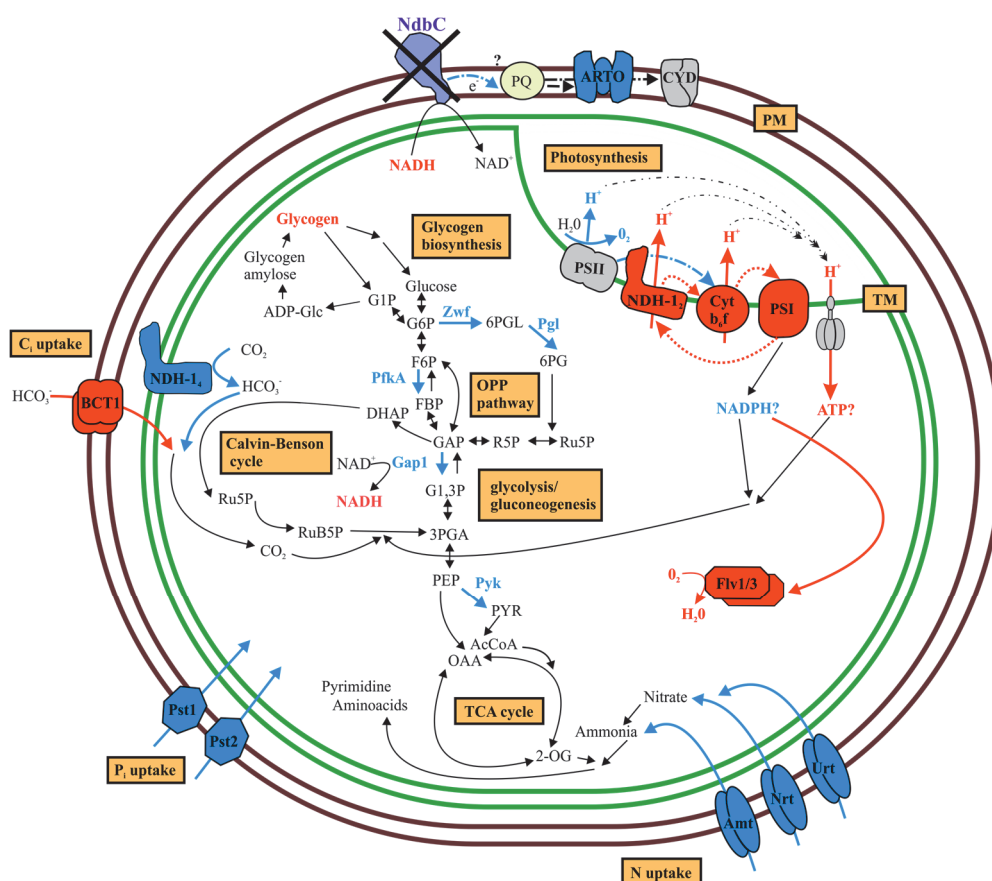 NdbC
?
e⁻
PQ
ARTO
CYD
PM
NADH
NAD⁺
Photosynthesis
H⁺
H₂0
0₂
H⁺
H⁺
H⁺
PSII
NDH-1₂
Cyt
b₆f
PSI
TM
Glycogen
Glycogen
biosynthesis
Glycogen
amylose
Glucose
ADP-Glc
G1P
G6P
Zwf
6PGL
Pgl
6PG
Cᵢ uptake
CO₂
NDH-1₄
HCO₃⁻
HCO₃⁻
BCT1
F6P
PfkA
FBP
OPP
pathway
DHAP
GAP
R5P
Ru5P
NADPH?
ATP?
Calvin-Benson
cycle
NAD⁺
Gap1
NADH
G1,3P
glycolysis/
gluconeogenesis
Ru5P
RuB5P
3PGA
CO₂
PEP
Pyk
PYR
0₂
Flv1/3
H₂0
AcCoA
OAA
Pyrimidine
Aminoacids
TCA cycle
Nitrate
Ammonia
2-OG
Pst1
Pst2
Pᵢ uptake
Urt
Nrt
Amt
N uptake